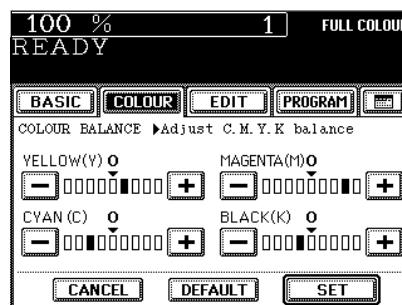 100 % 1 FULL COLOUR
READY
BASIC COLOUR EDIT PROGRAM
COLOUR BALANCE ▶Adjust C.M.Y.K balance
YELLOW(Y) 0 MAGENTA(M)0
− +  − +
CYAN (C) 0 BLACK(K) 0
− +  − +
CANCEL DEFAULT SET